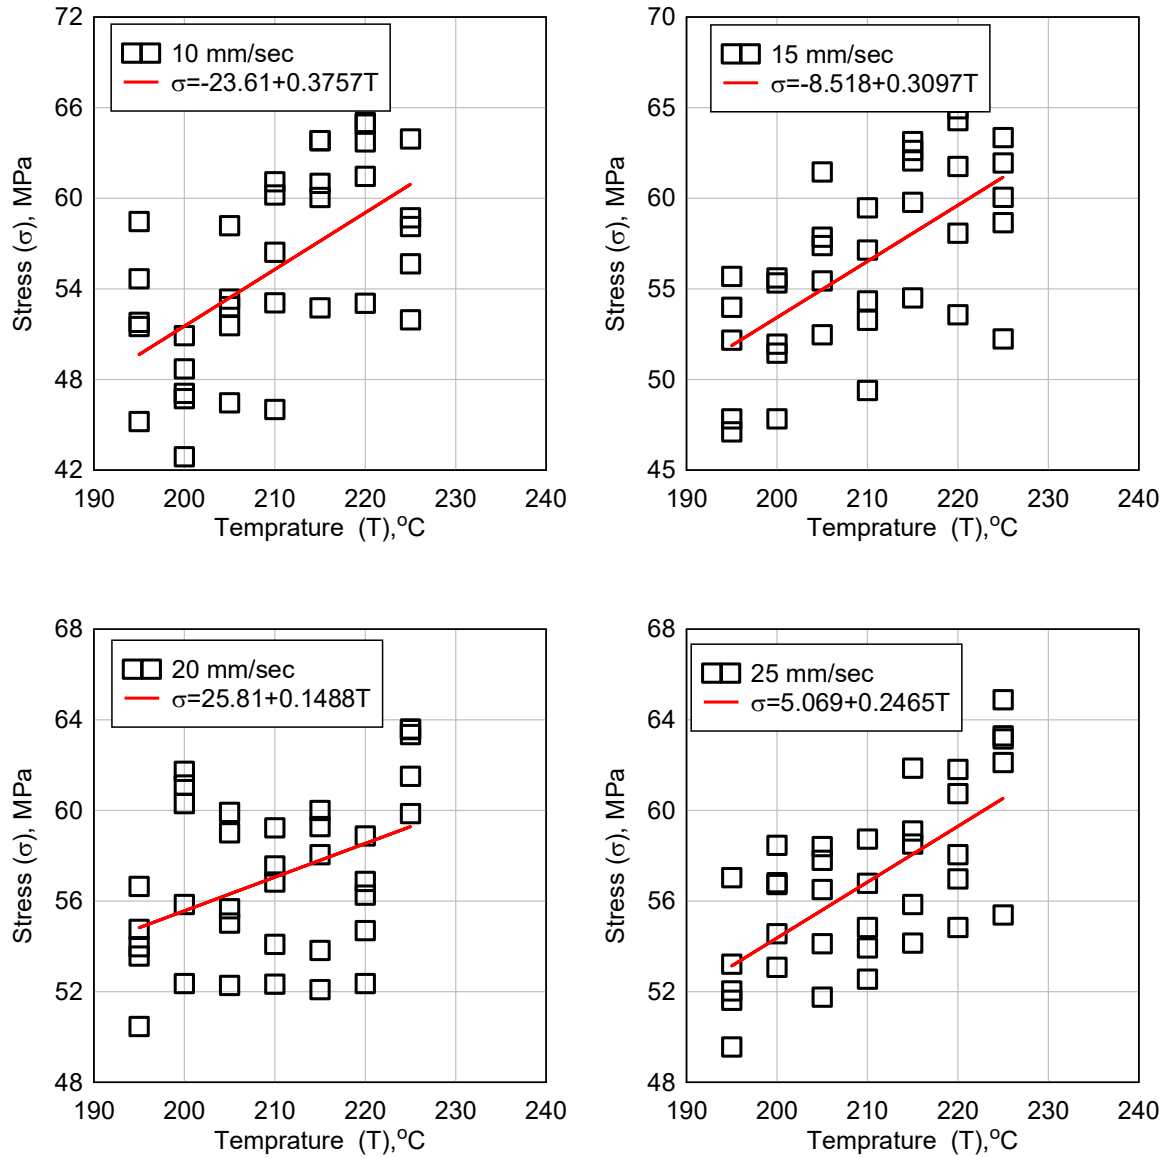 72
66
60
54
48
42
190 200 210 220 230 240
Stress (σ), MPa
Temprature (T),°C
10 mm/sec
σ=-23.61+0.3757T
70
65
60
55
50
45
190 200 210 220 230 240
Stress (σ), MPa
Temprature (T),°C
15 mm/sec
σ=-8.518+0.3097T
68
64
60
56
52
48
190 200 210 220 230 240
Stress (σ), MPa
Temprature (T),°C
20 mm/sec
σ=25.81+0.1488T
68
64
60
56
52
48
190 200 210 220 230 240
Stress (σ), MPa
Temprature (T),°C
25 mm/sec
σ=5.069+0.2465T